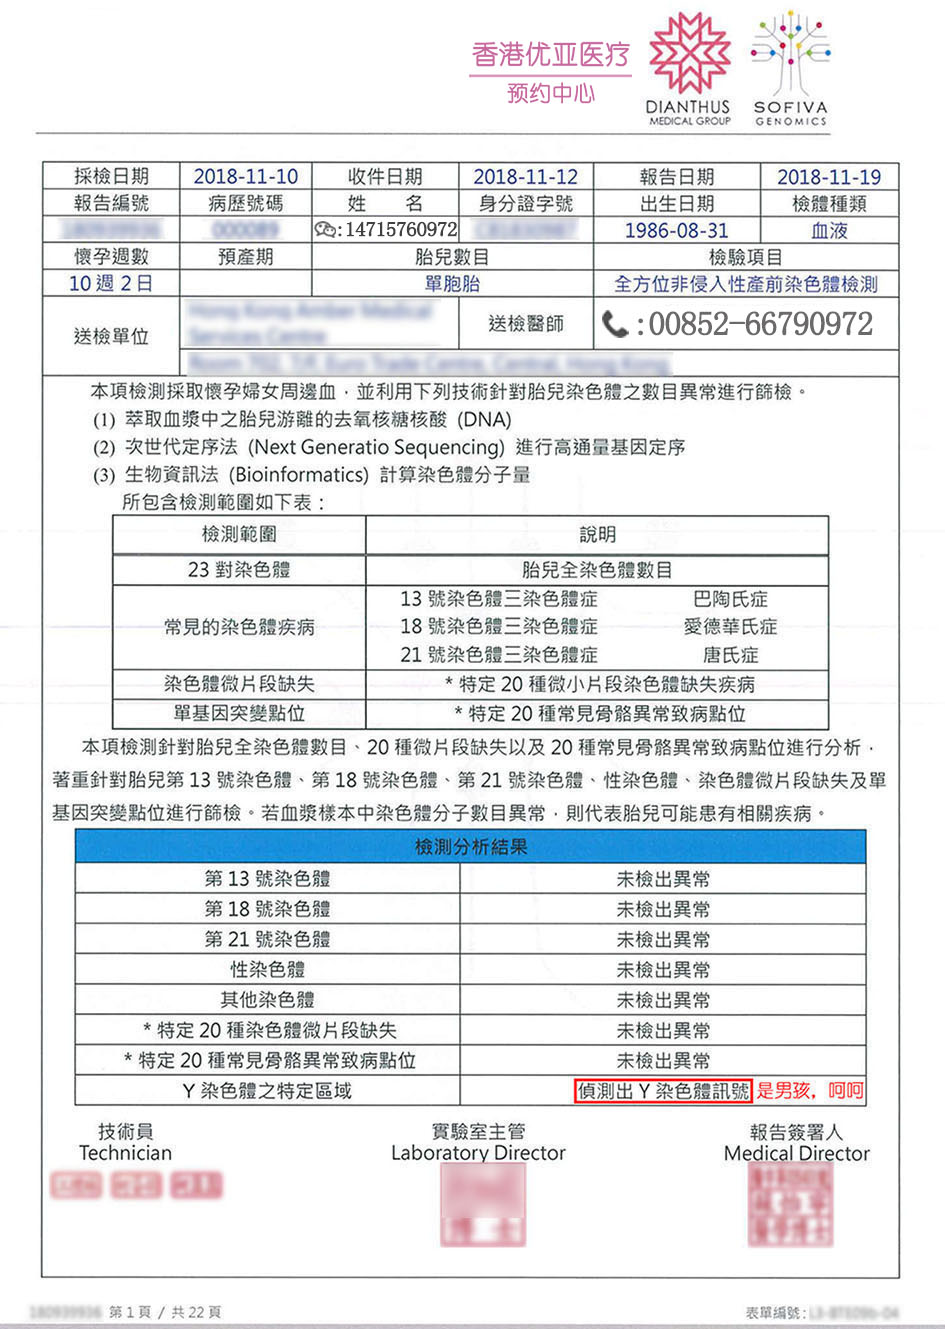 香港优亚医疗
预约中心
DIANTHUS
MEDICAL GROUP
SOFIVA
GENOMICS
採檢日期 2018-11-10 收件日期 2018-11-12 報告日期 2018-11-19
報告編號 病歷號碼 姓 名 身分證字號 出生日期 檢體種類
:14715760972 1986-08-31 血液
懷孕週數 預產期 胎兒數目 檢驗項目
10 週 2 日 單胞胎 全方位非侵入性產前染色體檢測
送檢單位 送檢醫師 :00852-66790972
本項檢測採取懷孕婦女周邊血，並利用下列技術針對胎兒染色體之數目異常進行篩檢。
(1) 萃取血漿中之胎兒游離的去氧核糖核酸 (DNA)
(2) 次世代定序法 (Next Generatio Sequencing) 進行高通量基因定序
(3) 生物資訊法 (Bioinformatics) 計算染色體分子量
所包含檢測範圍如下表：
檢測範圍 說明
23 對染色體 胎兒全染色體數目
常見的染色體疾病
13 號染色體三染色體症 巴陶氏症
18 號染色體三染色體症 愛德華氏症
21 號染色體三染色體症 唐氏症
染色體微片段缺失 * 特定 20 種微小片段染色體缺失疾病
單基因突變點位 * 特定 20 種常見骨骼異常致病點位
本項檢測針對胎兒全染色體數目、20 種微片段缺失以及 20 種常見骨骼異常致病點位進行分析，
著重針對胎兒第 13 號染色體、第 18 號染色體、第 21 號染色體、性染色體、染色體微片段缺失及單
基因突變點位進行篩檢。若血漿樣本中染色體分子數目異常，則代表胎兒可能患有相關疾病。
檢測分析結果
第 13 號染色體 未檢出異常
第 18 號染色體 未檢出異常
第 21 號染色體 未檢出異常
性染色體 未檢出異常
其他染色體 未檢出異常
* 特定 20 種染色體微片段缺失 未檢出異常
* 特定 20 種常見骨骼異常致病點位 未檢出異常
Y 染色體之特定區域 偵測出 Y 染色體訊號 是男孩，呵呵
技術員 實驗室主管 報告簽署人
Technician Laboratory Director Medical Director
第 1 頁 / 共 22 頁 表單編號: